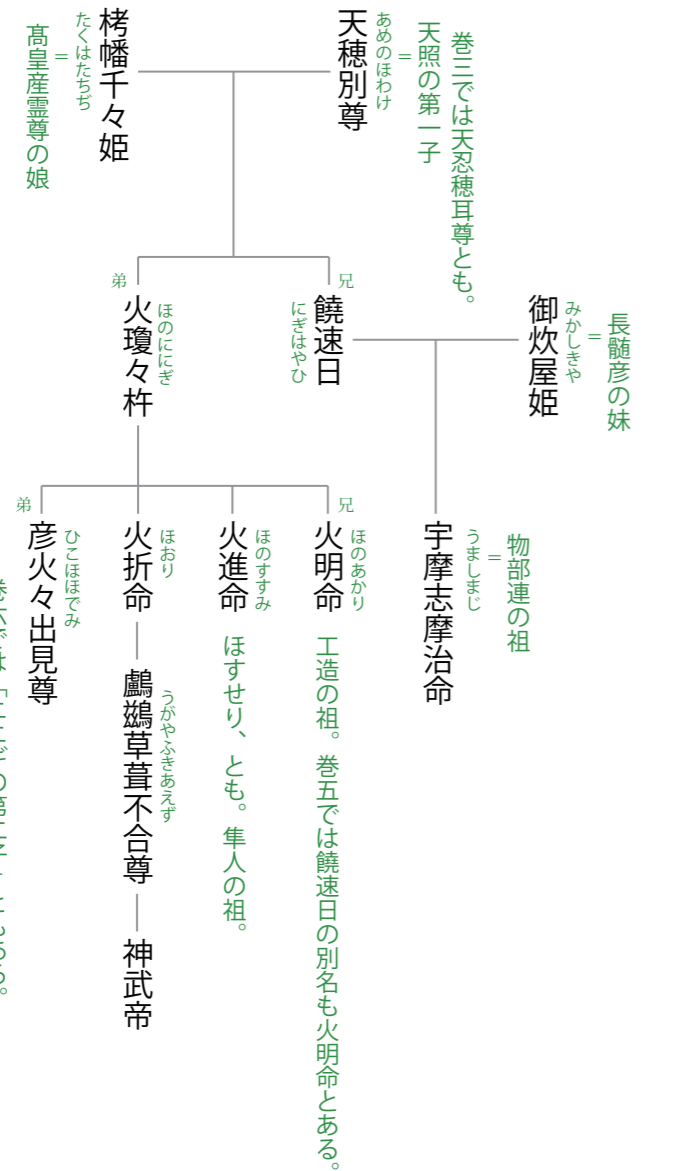 巻三では天忍穂耳尊とも。
天照の第一子
＝
あめのほわけ
天穂別尊
たくはたちぢ
栲幡千々姫
＝
髙皇産霊尊の娘
長髄彦の妹
＝
みかしきや
御炊屋姫
兄
饒速日
にぎはやひ
弟
ほのににぎ
火瓊々杵
物部連の祖
＝
うましまじ
宇摩志摩治命
兄
ほのあかり
火明命
工造の祖。巻五では饒速日の別名も火明命とある。
ほのすすみ
火進命
ほすせり、とも。隼人の祖。
ほおり
火折命
うがやふきあえず
鸕鷀草葺不合尊
神武帝
弟
ひこほほでみ
彦火々出見尊